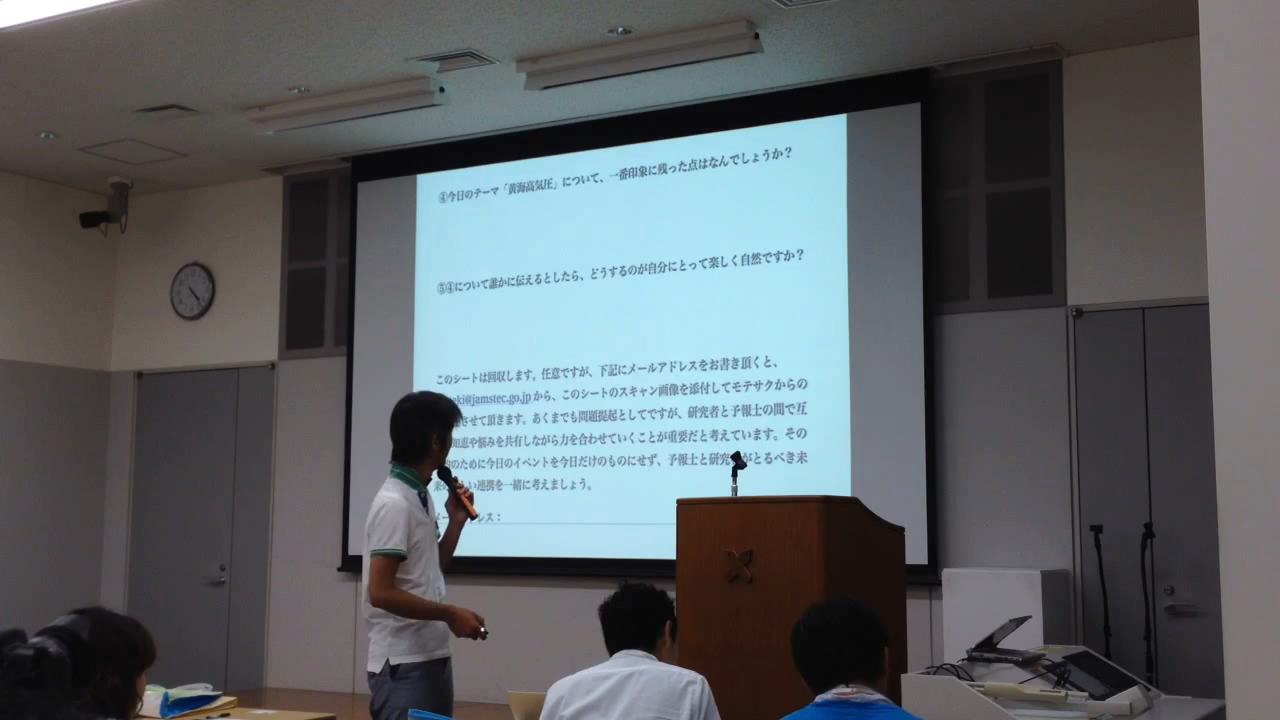 ④今日のテーマ「黄海高気圧」について、一番印象に残った点はなんでしょうか？
⑤④について誰かに伝えるとしたら、どうするのが自分にとって楽しく自然ですか？
このシートは回収します。任意ですが、下記にメールアドレスをお書き頂くと、
ki@jamstec.go.jp から、このシートのスキャン画像を添付してモテサクからの
させて頂きます。あくまでも問題提起としてですが、研究者と予報士の間で互
知恵や悩みを共有しながら力を合わせていくことが重要だと考えています。その
のために今日のイベントを今日だけのものにせず、予報士と研究 がとるべき未
い連携を一緒に考えましょう。
レス：